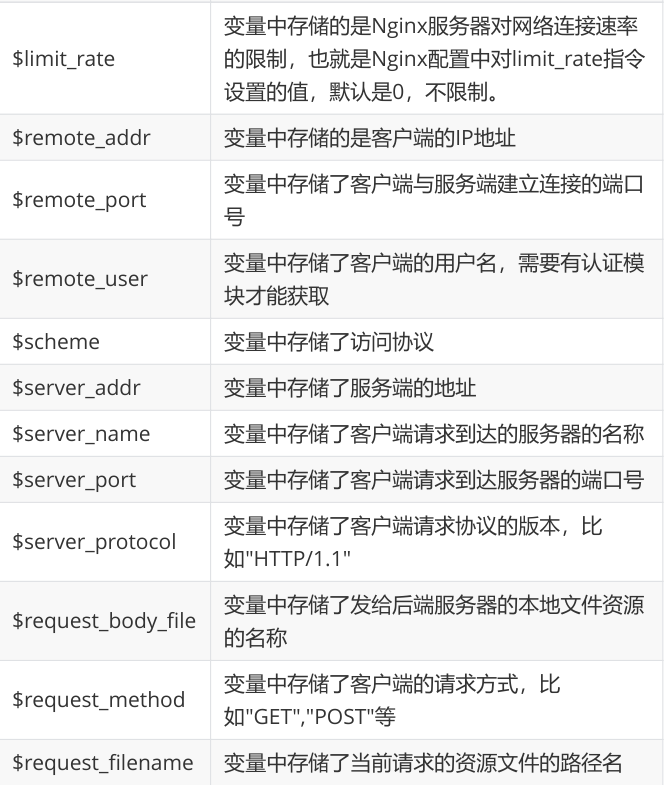 $limit_rate
变量中存储的是Nginx服务器对网络连接速率
的限制，也就是Nginx配置中对limit_rate指令
设置的值，默认是0，不限制。
$remote_addr
变量中存储的是客户端的IP地址
$remote_port
变量中存储了客户端与服务端建立连接的端口
号
$remote_user
变量中存储了客户端的用户名，需要有认证模
块才能获取
$scheme
变量中存储了访问协议
$server_addr
变量中存储了服务端的地址
$server_name
变量中存储了客户端请求到达的服务器的名称
$server_port
变量中存储了客户端请求到达服务器的端口号
$server_protocol
变量中存储了客户端请求协议的版本，比
如"HTTP/1.1"
$request_body_file
变量中存储了发给后端服务器的本地文件资源
的名称
$request_method
变量中存储了客户端的请求方式，比
如"GET","POST"等
$request_filename
变量中存储了当前请求的资源文件的路径名